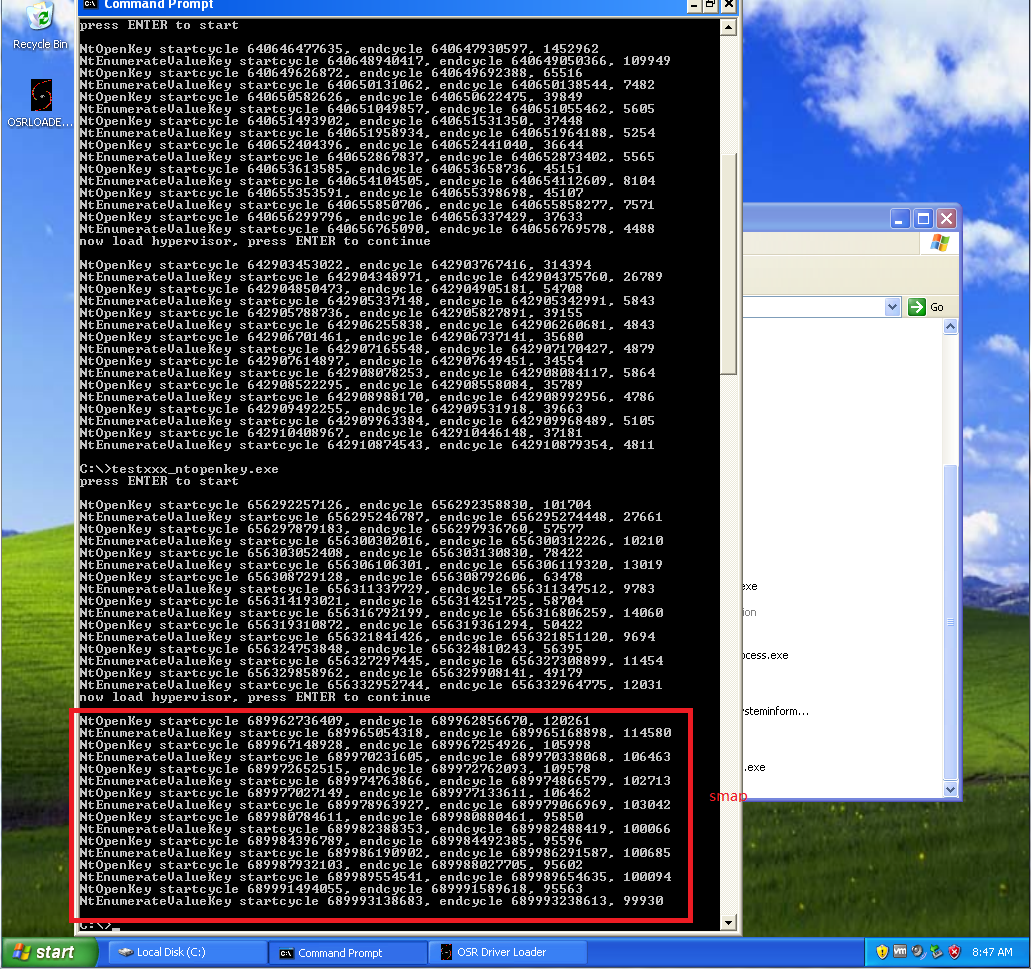 Recycle Bin
OSRLOADE...
Command Prompt
press ENTER to start
NtOpenKey startcycle 640646477635, endcycle 640647930597, 1452962
NtEnumerateValueKey startcycle 640648940417, endcycle 640649050366, 109949
NtOpenKey startcycle 640649626872, endcycle 640649692388, 65516
NtEnumerateValueKey startcycle 640650131062, endcycle 640650138544, 7482
NtOpenKey startcycle 640650582626, endcycle 640650622475, 39849
NtEnumerateValueKey startcycle 640651049857, endcycle 640651055462, 5605
NtOpenKey startcycle 640651493902, endcycle 640651531350, 37448
NtEnumerateValueKey startcycle 640651958934, endcycle 640651964188, 5254
NtOpenKey startcycle 640652404396, endcycle 640652441040, 36644
NtEnumerateValueKey startcycle 640652867837, endcycle 640652873402, 5565
NtOpenKey startcycle 640653613585, endcycle 640653658736, 45151
NtEnumerateValueKey startcycle 640654104505, endcycle 640654112609, 8104
NtOpenKey startcycle 640655353591, endcycle 640655398698, 45107
NtEnumerateValueKey startcycle 640655850706, endcycle 640655858277, 7571
NtOpenKey startcycle 640656299796, endcycle 640656337429, 37633
NtEnumerateValueKey startcycle 640656765090, endcycle 640656769578, 4488
now load hypervisor, press ENTER to continue
NtOpenKey startcycle 642903453022, endcycle 642903767416, 314394
NtEnumerateValueKey startcycle 642904348971, endcycle 642904375760, 26789
NtOpenKey startcycle 642904850473, endcycle 642904905181, 54708
NtEnumerateValueKey startcycle 642905337148, endcycle 642905342991, 5843
NtOpenKey startcycle 642905788736, endcycle 642905827891, 39155
NtEnumerateValueKey startcycle 642906255838, endcycle 642906260681, 4843
NtOpenKey startcycle 642906701461, endcycle 642906737141, 35680
NtEnumerateValueKey startcycle 642907165548, endcycle 642907170427, 4879
NtOpenKey startcycle 642907614897, endcycle 642907649451, 34554
NtEnumerateValueKey startcycle 642908078253, endcycle 642908084117, 5864
NtOpenKey startcycle 642908522295, endcycle 642908558084, 35789
NtEnumerateValueKey startcycle 642908988170, endcycle 642908992956, 4786
NtOpenKey startcycle 642909492255, endcycle 642909531918, 39663
NtEnumerateValueKey startcycle 642909963384, endcycle 642909968489, 5105
NtOpenKey startcycle 642910408967, endcycle 642910446148, 37181
NtEnumerateValueKey startcycle 642910874543, endcycle 642910879354, 4811
C:\>testxxx_ntopenkey.exe
press ENTER to start
NtOpenKey startcycle 656292257126, endcycle 656292358830, 101704
NtEnumerateValueKey startcycle 656295246787, endcycle 656295274448, 27661
NtOpenKey startcycle 656297879183, endcycle 656297936760, 57577
NtEnumerateValueKey startcycle 656300302016, endcycle 656300312226, 10210
NtOpenKey startcycle 656303052408, endcycle 656303130830, 78422
NtEnumerateValueKey startcycle 656306106301, endcycle 656306119320, 13019
NtOpenKey startcycle 656308729128, endcycle 656308792606, 63478
NtEnumerateValueKey startcycle 656311337729, endcycle 656311347512, 9783
NtOpenKey startcycle 656314193021, endcycle 656314251725, 58704
NtEnumerateValueKey startcycle 656316792199, endcycle 656316806259, 14060
NtOpenKey startcycle 656319310872, endcycle 656319361294, 50422
NtEnumerateValueKey startcycle 656321841426, endcycle 656321851120, 9694
NtOpenKey startcycle 656324753848, endcycle 656324810243, 56395
NtEnumerateValueKey startcycle 656327297445, endcycle 656327308899, 11454
NtOpenKey startcycle 656329858962, endcycle 656329908141, 49179
NtEnumerateValueKey startcycle 656332952744, endcycle 656332964775, 12031
now load hypervisor, press ENTER to continue
NtOpenKey startcycle 689962736409, endcycle 689962856670, 120261
NtEnumerateValueKey startcycle 689965054318, endcycle 689965168898, 114580
NtOpenKey startcycle 689967148928, endcycle 689967254926, 105998
NtEnumerateValueKey startcycle 689970231605, endcycle 689970338068, 106463
NtOpenKey startcycle 689972652515, endcycle 689972762093, 109578
NtEnumerateValueKey startcycle 689974763866, endcycle 689974866579, 102713
NtOpenKey startcycle 689977027149, endcycle 689977133611, 106462
NtEnumerateValueKey startcycle 689978963927, endcycle 689979066969, 103042
NtOpenKey startcycle 689980784611, endcycle 689980880461, 95850
NtEnumerateValueKey startcycle 689982388353, endcycle 689982488419, 100066
NtOpenKey startcycle 689984396789, endcycle 689984492385, 95596
NtEnumerateValueKey startcycle 689986190902, endcycle 689986291587, 100685
NtOpenKey startcycle 689987932103, endcycle 689988027705, 95602
NtEnumerateValueKey startcycle 689989554541, endcycle 689989654635, 100094
NtOpenKey startcycle 689991494055, endcycle 689991589618, 95563
NtEnumerateValueKey startcycle 689993138683, endcycle 689993238613, 99930
C:\>_
smap
Go
exe
ocess.exe
ysteminform...
.exe
start
Local Disk (C:)
Command Prompt
OSR Driver Loader
8:47 AM